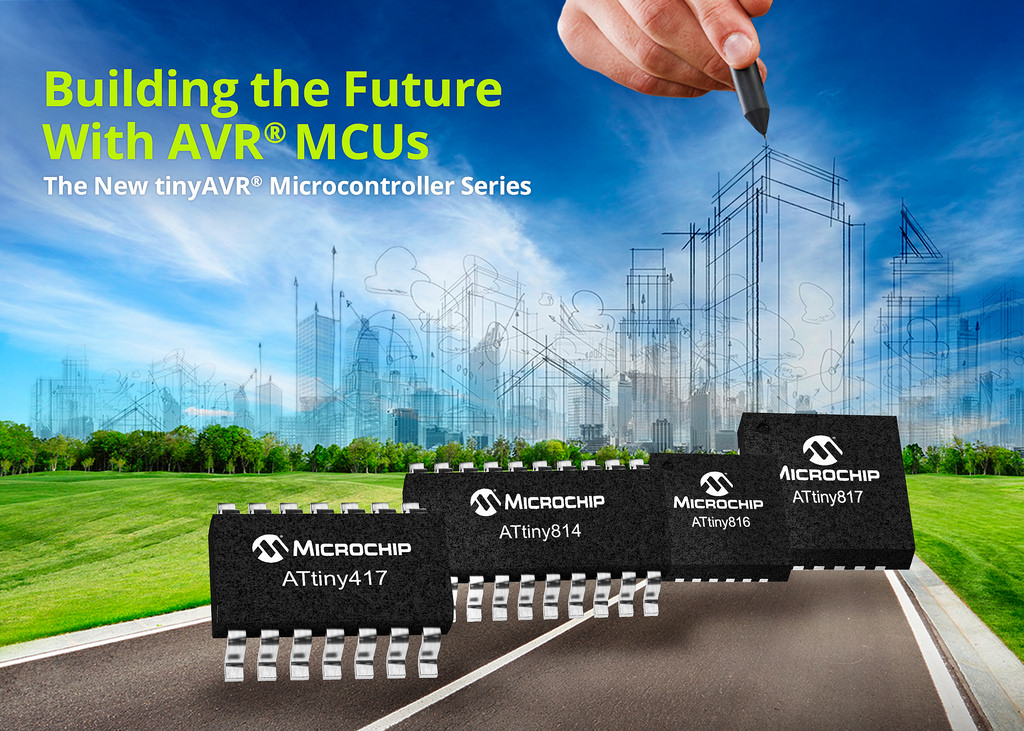 Building the Future
With AVR® MCUs
The New tinyAVR® Microcontroller Series
MICROCHIP
ATtiny417
MICROCHIP
ATtiny814
MICROCHIP
ATtiny816
MICROCHIP
ATtiny817